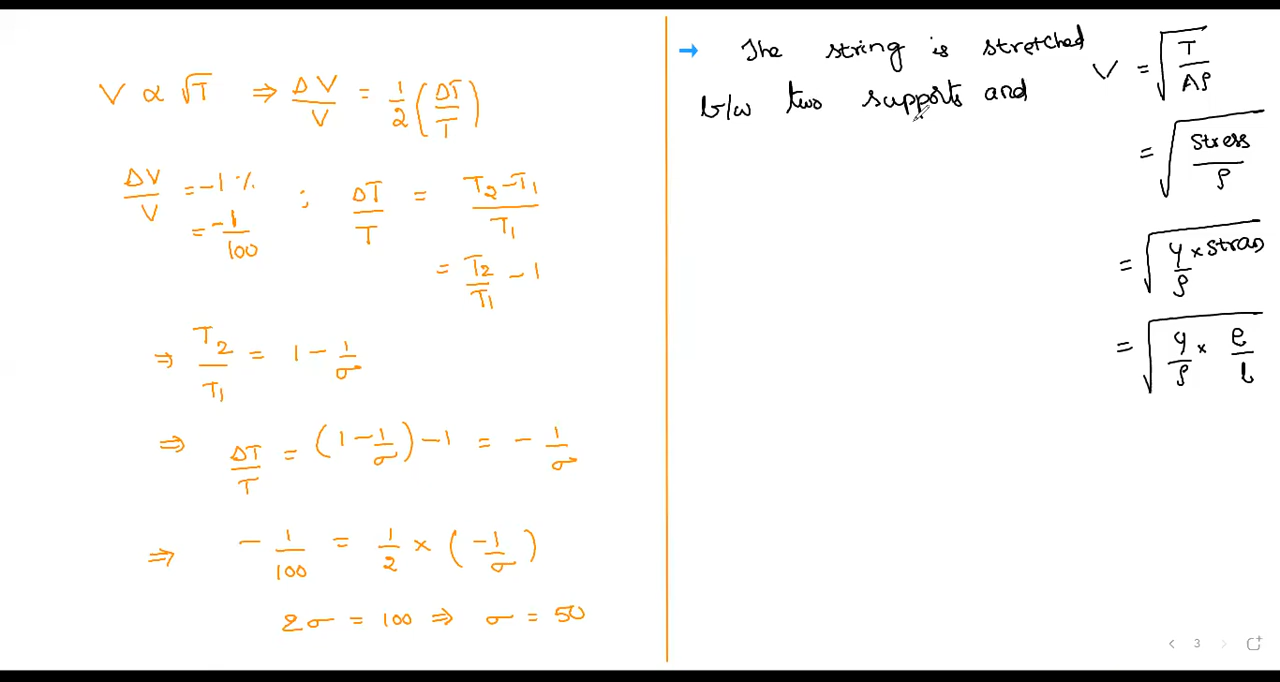 V ∝ √T ⇒ ΔV/V = 1/2 (ΔT/T)
ΔV/V = -1 % ; ΔT/T = T2-T1/T1
= -1/100
= T2/T1 - 1
⇒ T2/T1 = 1 - 1/σ
⇒ ΔT/T = (1 - 1/σ) - 1 = - 1/σ
⇒ - 1/100 = 1/2 × (-1/σ)
2σ = 100 ⇒ σ = 50
→ The string is stretched
b/w two supports and
V = √(T/Aρ)
= √(Stress/ρ)
= √(Y/ρ × Strain)
= √(Y/ρ × e/l)
< 3 >